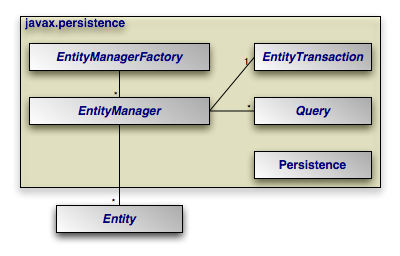 javax.persistence
EntityManagerFactory
EntityTransaction
1
*
EntityManager
*
Query
Persistence
*
Entity